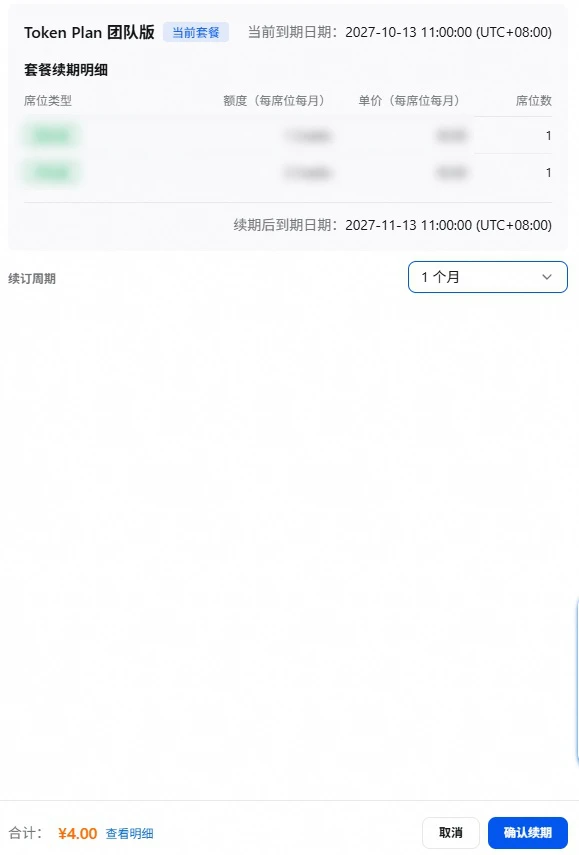 Token Plan 团队版 当前套餐 当前到期日期： 2027-10-13 11:00:00 (UTC+08:00)
套餐续期明细
席位类型 额度（每席位每月） 单价（每席位每月） 席位数
1
1
续期后到期日期： 2027-11-13 11:00:00 (UTC+08:00)
续订周期 1 个月
合计： ¥4.00 查看明细 取消 确认续期